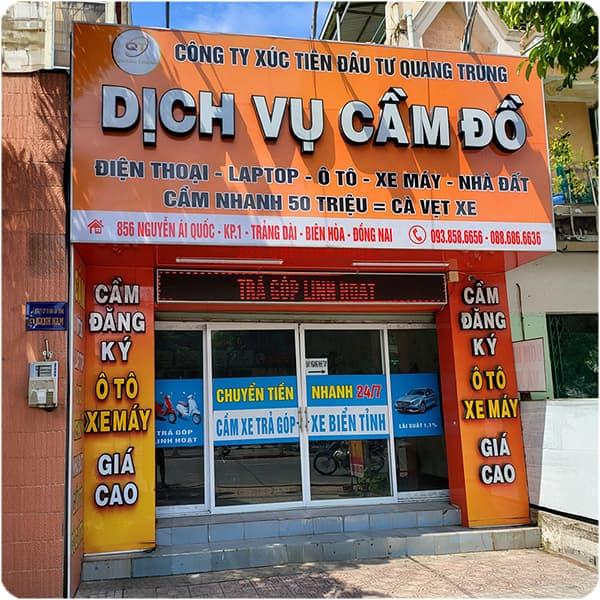 QT
CÔNG TY XÚC TIẾN ĐẦU TƯ QUANG TRUNG
DỊCH VỤ CẦM ĐỒ
ĐIỆN THOẠI - LAPTOP - Ô TÔ - XE MÁY - NHÀ ĐẤT
CẦM NHANH 50 TRIỆU = CÀ VẸT XE
856 NGUYỄN ÁI QUỐC - KP.1 - TRẢNG DÀI - BIÊN HÒA - ĐỒNG NAI
093.858.6656 - 088.686.6636
TRẢ GÓP LINH HOẠT
CẦM
ĐĂNG
KÝ
Ô TÔ
XE MÁY
GIÁ
CAO
CHUYỂN TIỀN NHANH 24/7
CẦM XE TRẢ GÓP - XE BIỂN TỈNH
TRẢ GÓP
LINH HOẠT
LÃI SUẤT 1,1%
CẦM
ĐĂNG
KÝ
Ô TÔ
XE MÁY
GIÁ
CAO